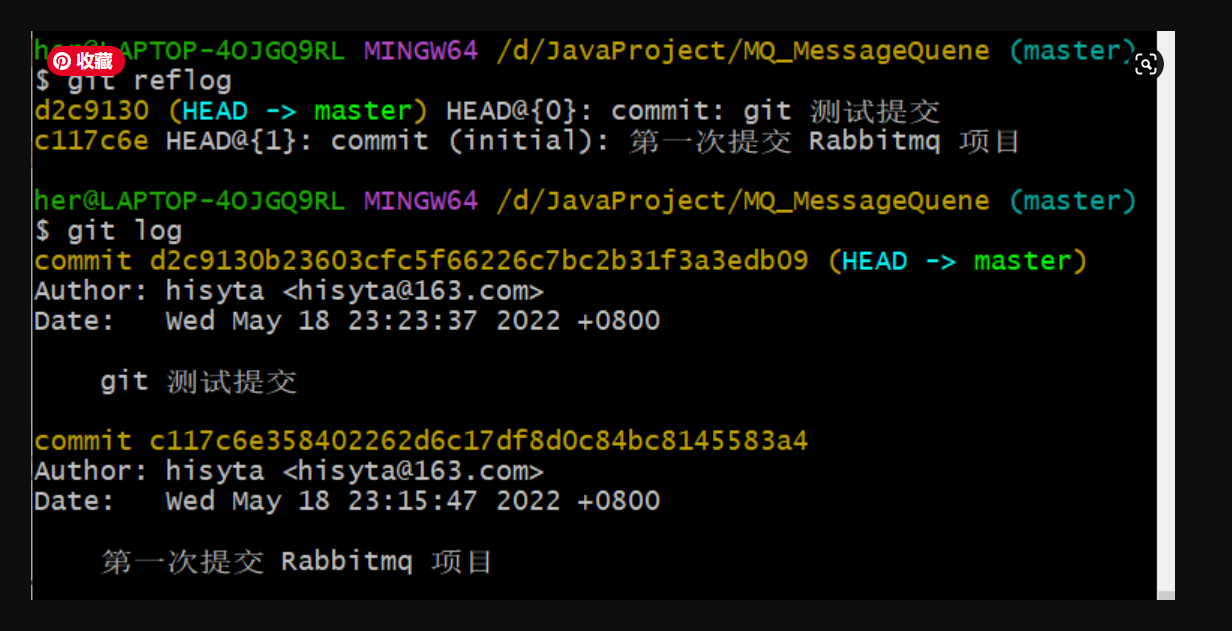 her@LAPTOP-4OJGQ9RL MINGW64 /d/JavaProject/MQ_MessageQuene (master)
收藏
$ git reflog
d2c9130 (HEAD -> master) HEAD@{0}: commit: git 测试提交
c117c6e HEAD@{1}: commit (initial): 第一次提交 Rabbitmq 项目
her@LAPTOP-4OJGQ9RL MINGW64 /d/JavaProject/MQ_MessageQuene (master)
$ git log
commit d2c9130b23603cfc5f66226c7bc2b31f3a3edb09 (HEAD -> master)
Author: hisyta <hisyta@163.com>
Date:   Wed May 18 23:23:37 2022 +0800
git 测试提交
commit c117c6e358402262d6c17df8d0c84bc8145583a4
Author: hisyta <hisyta@163.com>
Date:   Wed May 18 23:15:47 2022 +0800
第一次提交 Rabbitmq 项目